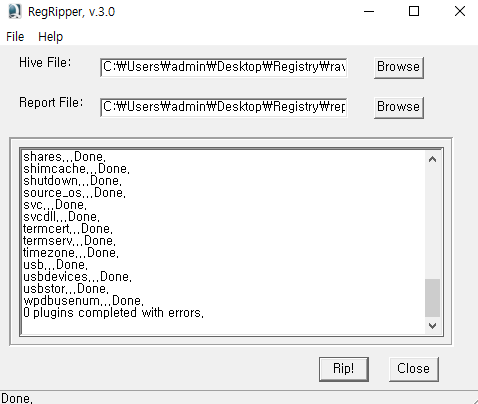 RegRipper, v.3.0
File Help
Hive File:
C:₩Users₩admin₩Desktop₩Registry₩rav
Browse
Report File:
C:₩Users₩admin₩Desktop₩Registry₩rep
Browse
shares...Done.
shimcache...Done.
shutdown...Done.
source_os...Done.
svc...Done.
svcdll...Done.
termcert...Done.
termserv...Done.
timezone...Done.
usb...Done.
usbdevices...Done.
usbstor...Done.
wpdbusenum...Done.
0 plugins completed with errors.
Rip! Close
Done.